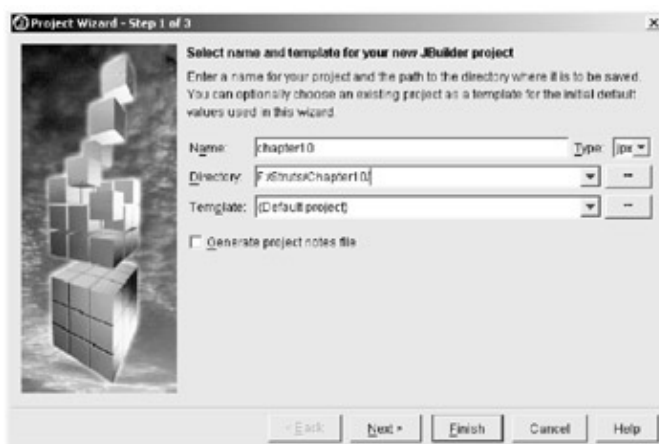 Project Wizard - Step 1 of 3
Select name and template for your new JBuilder project
Enter a name for your project and the path to the directory where it is to be saved.
You can optionally choose an existing project as a template for the initial default
values used in this wizard.
Name: chapter10 Type: jpx
Directory: F:/Struts/Chapter10/
Template: (Default project)
Generate project notes file
< Back Next > Finish Cancel Help